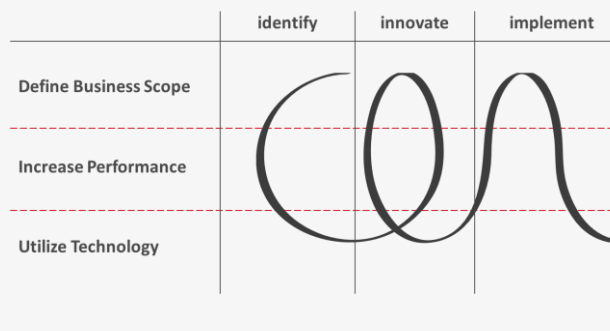 identify innovate implement
Define Business Scope
Increase Performance
Utilize Technology